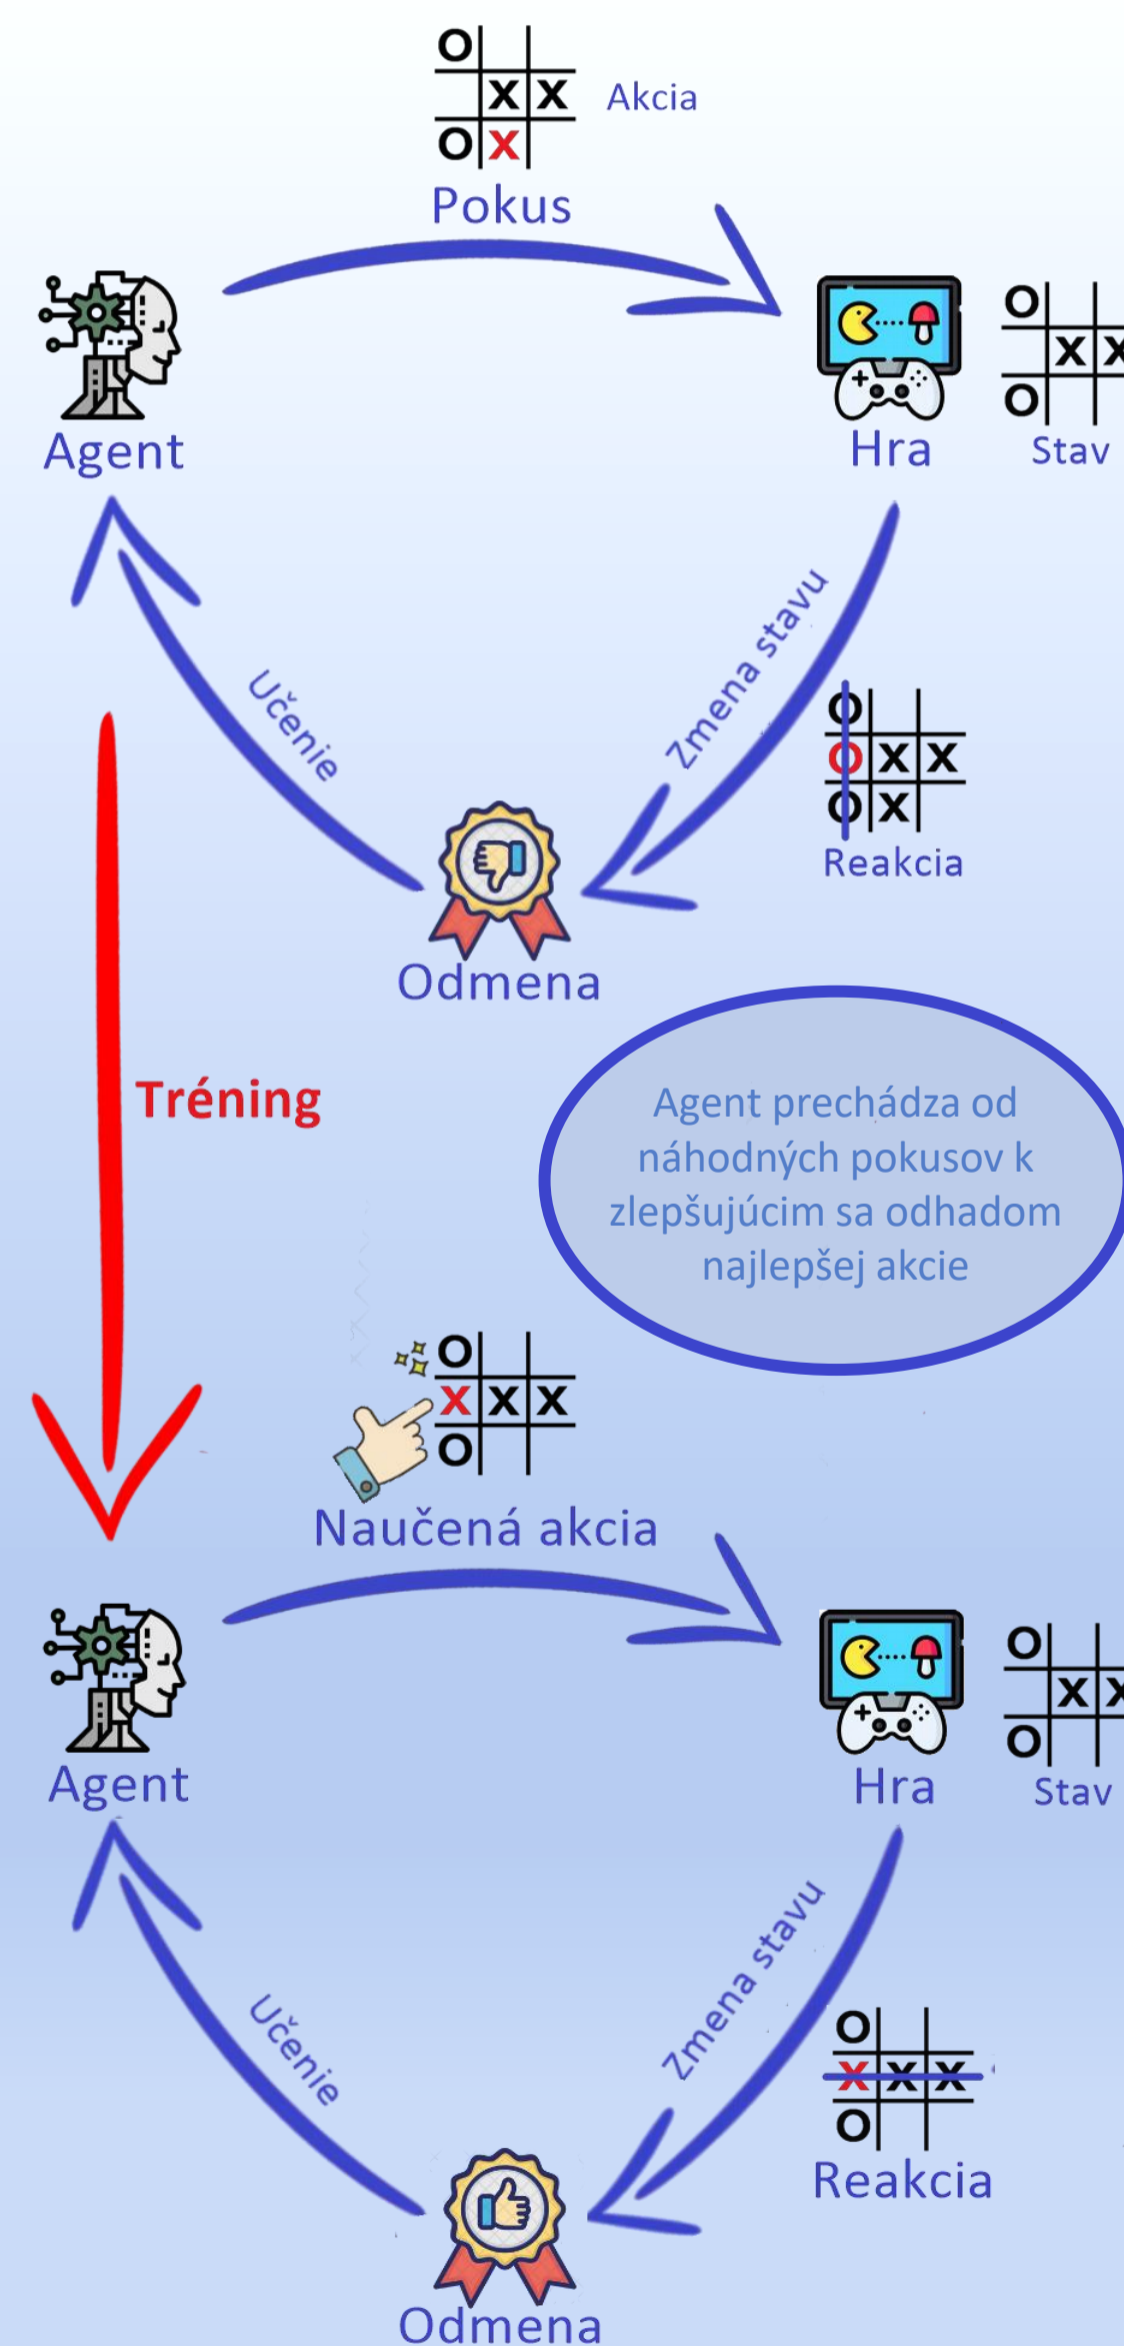 Akcia
Pokus
Agent
Hra
Stav
Učenie
Zmena stavu
Reakcia
Odmena
Tréning
Agent prechádza od
náhodných pokusov k
zlepšujúcim sa odhadom
najlepšej akcie
Naučená akcia
Agent
Hra
Stav
Učenie
Zmena stavu
Reakcia
Odmena